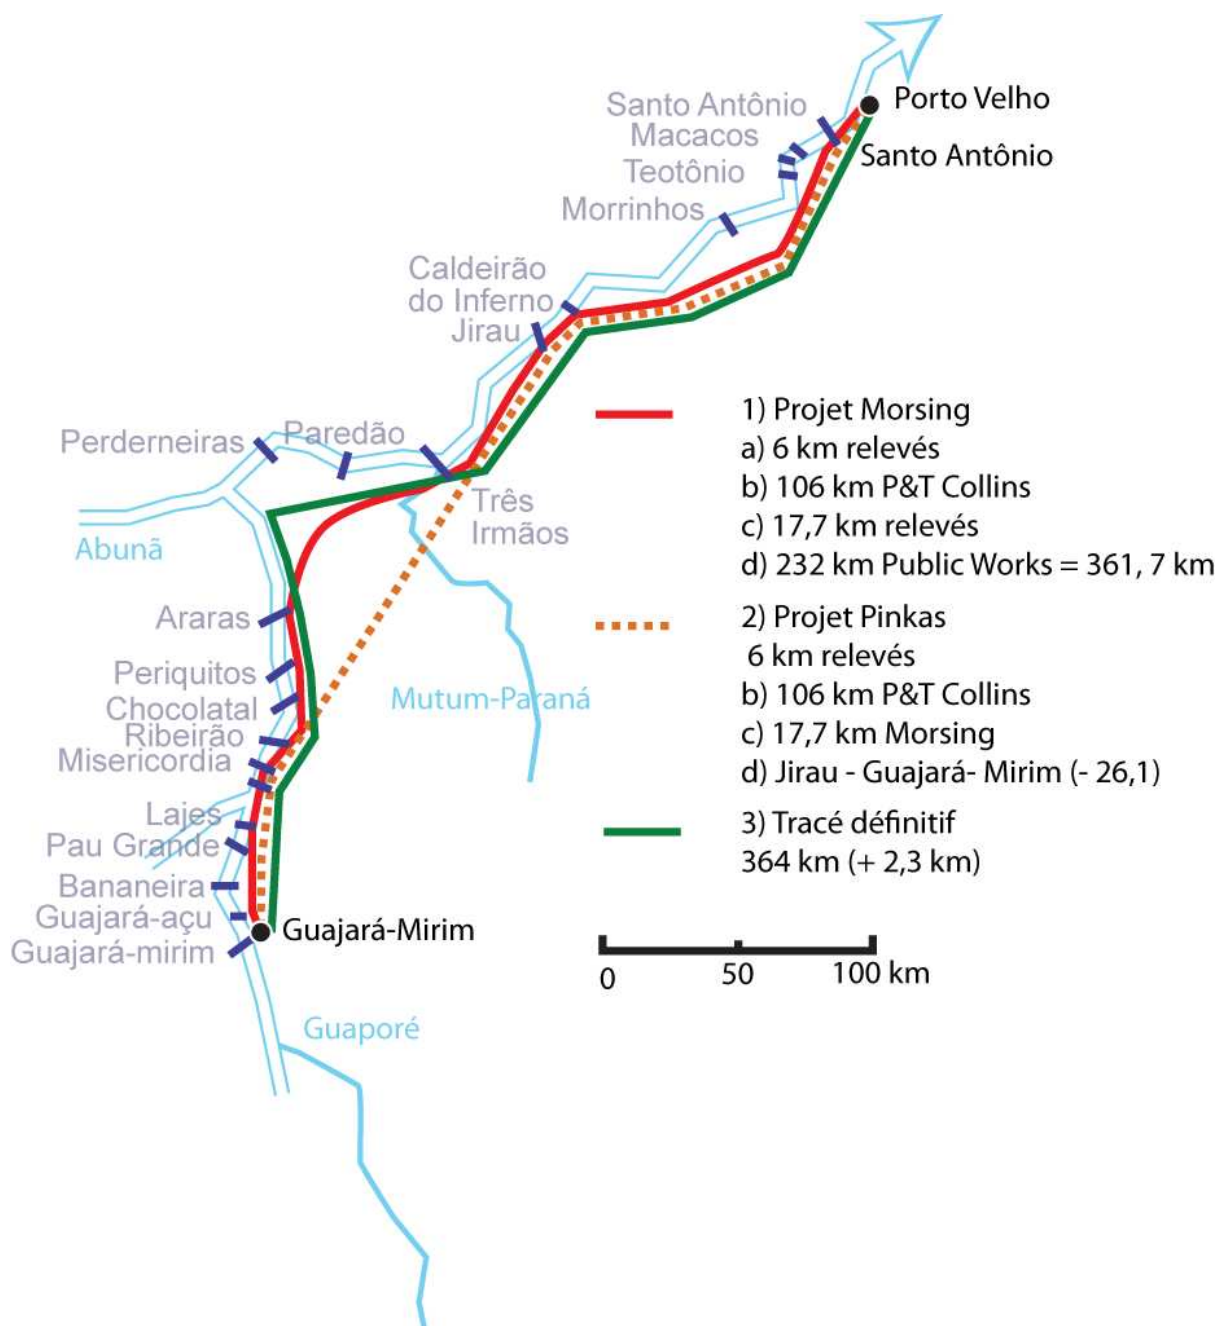 Porto Velho
Santo Antônio
Santo Antônio
Macacos
Teotônio
Morrinhos
Caldeirão
do Inferno
Jirau
Perderneiras
Paredão
Três
Irmãos
Abunã
Araras
Periquitos
Chocolatal
Ribeirão
Misericordia
Mutum-Paraná
Lajes
Pau Grande
Bananeira
Guajará-açu
Guajará-mirim
Guajará-Mirim
Guaporé
1) Projet Morsing
a) 6 km relevés
b) 106 km P&T Collins
c) 17,7 km relevés
d) 232 km Public Works = 361, 7 km
2) Projet Pinkas
6 km relevés
b) 106 km P&T Collins
c) 17,7 km Morsing
d) Jirau - Guajará- Mirim (- 26,1)
3) Tracé définitif
364 km (+ 2,3 km)
0 50 100 km